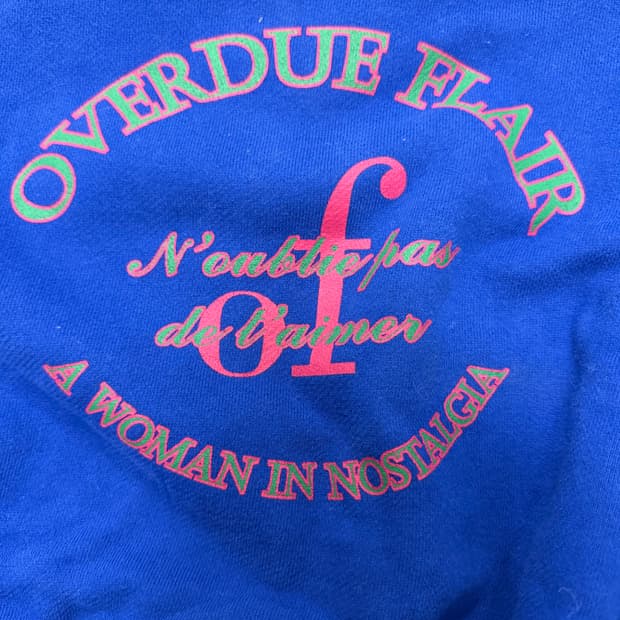 OVERDUE FLAIR
of
N'oublie pas
de l'aimer
A WOMAN IN NOSTALGIA